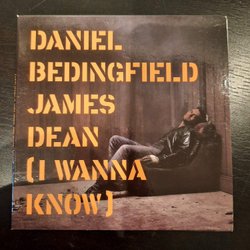 DANIEL
BEDINGFIELD
JAMES
DEAN
(I WANNA
KNOW)